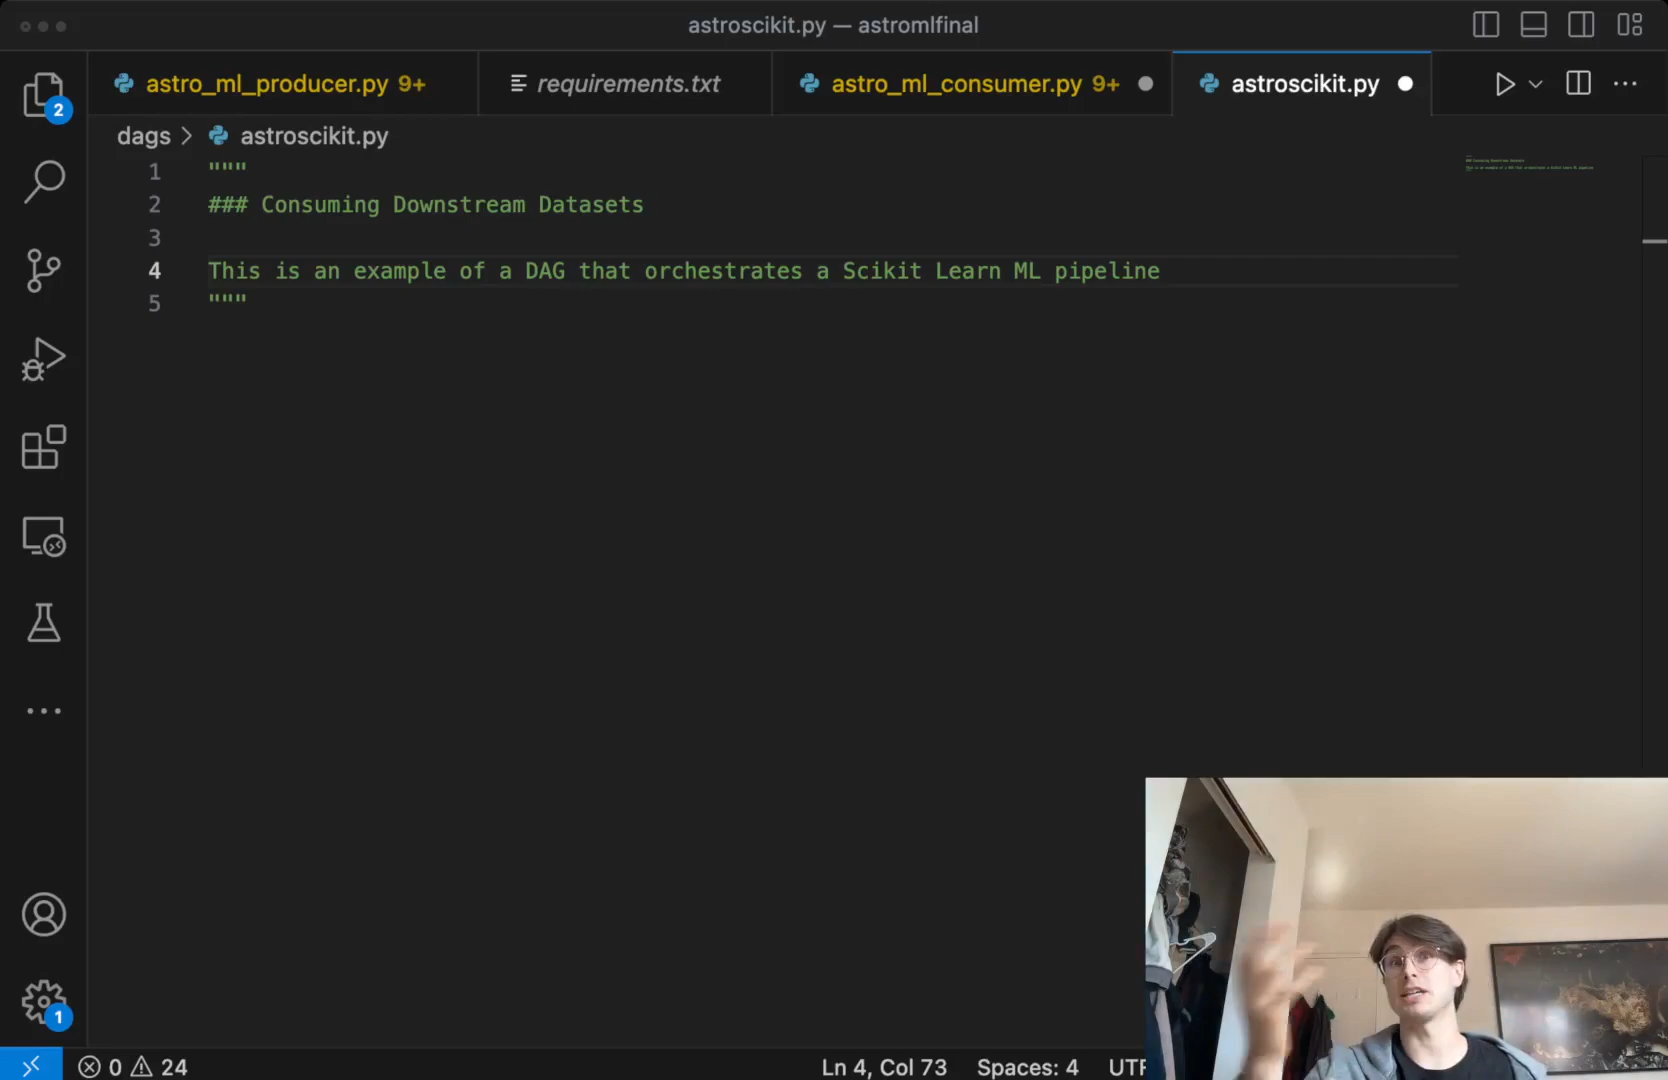 astroscikit.py — astromlfinal
astro_ml_producer.py 9+
requirements.txt
astro_ml_consumer.py 9+
astroscikit.py
2
dags > astroscikit.py
1 """
2 ### Consuming Downstream Datasets
3
4 This is an example of a DAG that orchestrates a Scikit Learn ML pipeline
5 """
1
0 24
Ln 4, Col 73
Spaces: 4
UTF